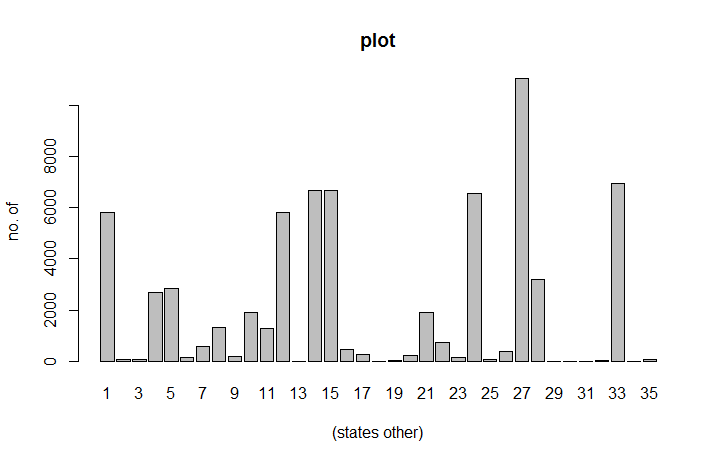 plot
no. of
0 2000 4000 6000 8000
1 3 5 7 9 11 13 15 17 19 21 23 25 27 29 31 33 35
(states other)